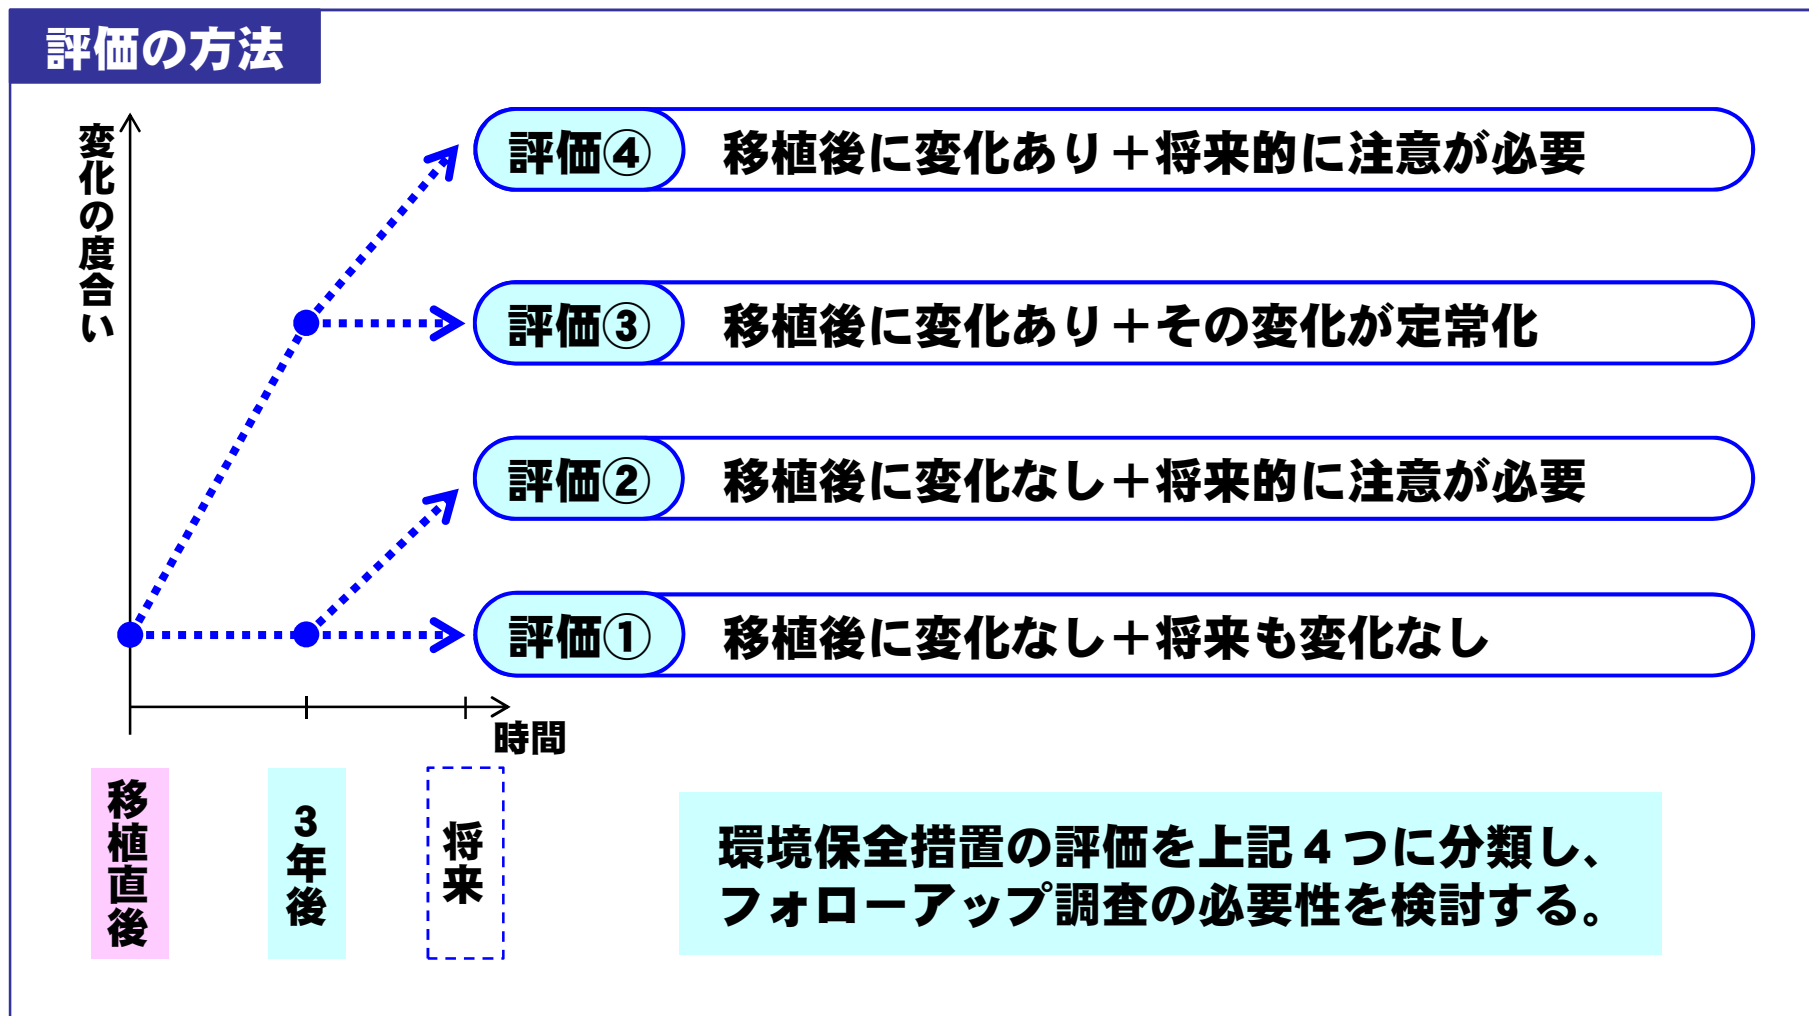 評価の方法
変化の度合い
評価④ 移植後に変化あり＋将来的に注意が必要
評価③ 移植後に変化あり＋その変化が定常化
評価② 移植後に変化なし＋将来的に注意が必要
評価① 移植後に変化なし＋将来も変化なし
時間
移植直後
3年後
将来
環境保全措置の評価を上記4つに分類し、
フォローアップ調査の必要性を検討する。